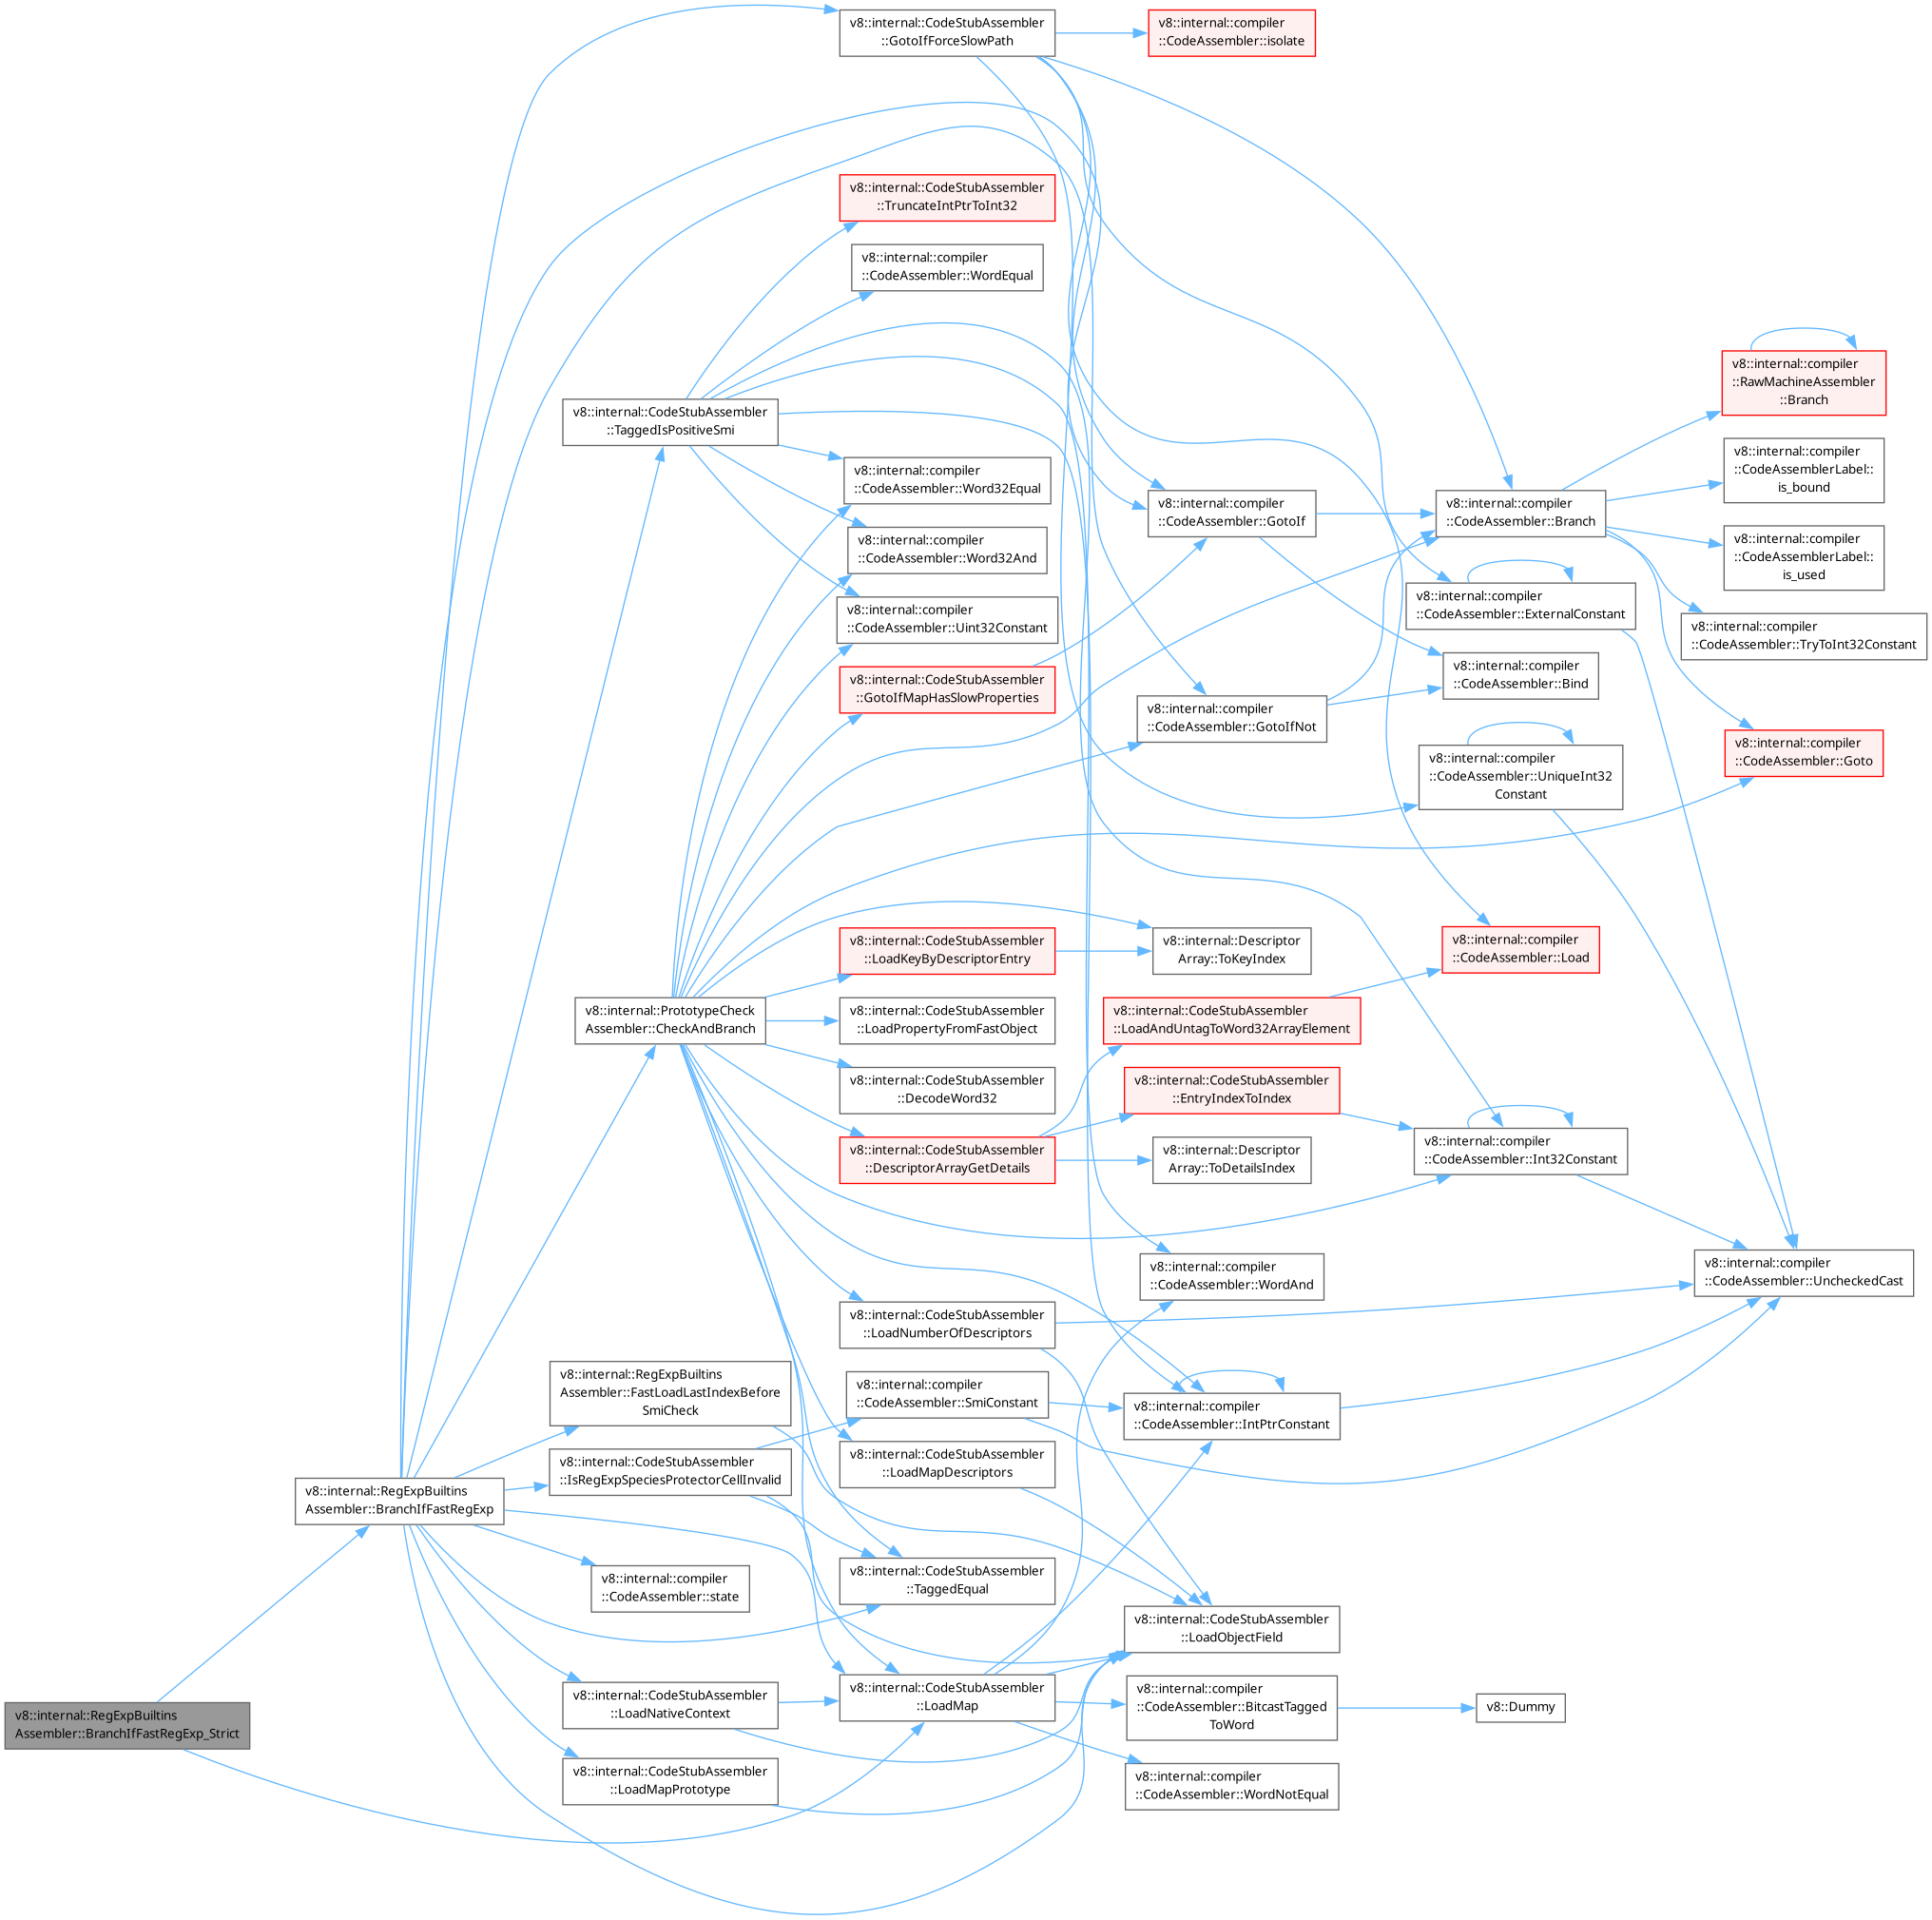 v8::internal::CodeStubAssembler
::GotoIfForceSlowPath
v8::internal::compiler
::CodeAssembler::isolate
v8::internal::CodeStubAssembler
::TruncateIntPtrToInt32
v8::internal::compiler
::CodeAssembler::WordEqual
v8::internal::compiler
::RawMachineAssembler
::Branch
v8::internal::CodeStubAssembler
::TaggedIsPositiveSmi
v8::internal::compiler
::CodeAssemblerLabel::
is_bound
v8::internal::compiler
::CodeAssembler::Word32Equal
v8::internal::compiler
::CodeAssembler::GotoIf
v8::internal::compiler
::CodeAssembler::Branch
v8::internal::compiler
::CodeAssembler::Word32And
v8::internal::compiler
::CodeAssemblerLabel::
is_used
v8::internal::compiler
::CodeAssembler::ExternalConstant
v8::internal::compiler
::CodeAssembler::Uint32Constant
v8::internal::compiler
::CodeAssembler::TryToInt32Constant
v8::internal::compiler
::CodeAssembler::Bind
v8::internal::CodeStubAssembler
::GotoIfMapHasSlowProperties
v8::internal::compiler
::CodeAssembler::GotoIfNot
v8::internal::compiler
::CodeAssembler::Goto
v8::internal::compiler
::CodeAssembler::UniqueInt32
Constant
v8::internal::CodeStubAssembler
::LoadKeyByDescriptorEntry
v8::internal::Descriptor
Array::ToKeyIndex
v8::internal::compiler
::CodeAssembler::Load
v8::internal::PrototypeCheck
Assembler::CheckAndBranch
v8::internal::CodeStubAssembler
::LoadPropertyFromFastObject
v8::internal::CodeStubAssembler
::LoadAndUntagToWord32ArrayElement
v8::internal::CodeStubAssembler
::DecodeWord32
v8::internal::CodeStubAssembler
::EntryIndexToIndex
v8::internal::CodeStubAssembler
::DescriptorArrayGetDetails
v8::internal::Descriptor
Array::ToDetailsIndex
v8::internal::compiler
::CodeAssembler::Int32Constant
v8::internal::compiler
::CodeAssembler::WordAnd
v8::internal::compiler
::CodeAssembler::UncheckedCast
v8::internal::CodeStubAssembler
::LoadNumberOfDescriptors
v8::internal::RegExpBuiltins
Assembler::FastLoadLastIndexBefore
SmiCheck
v8::internal::compiler
::CodeAssembler::SmiConstant
v8::internal::compiler
::CodeAssembler::IntPtrConstant
v8::internal::CodeStubAssembler
::IsRegExpSpeciesProtectorCellInvalid
v8::internal::CodeStubAssembler
::LoadMapDescriptors
v8::internal::RegExpBuiltins
Assembler::BranchIfFastRegExp
v8::internal::compiler
::CodeAssembler::state
v8::internal::CodeStubAssembler
::TaggedEqual
v8::internal::CodeStubAssembler
::LoadObjectField
v8::internal::RegExpBuiltins
Assembler::BranchIfFastRegExp_Strict
v8::internal::CodeStubAssembler
::LoadNativeContext
v8::internal::CodeStubAssembler
::LoadMap
v8::internal::compiler
::CodeAssembler::BitcastTagged
ToWord
v8::Dummy
v8::internal::CodeStubAssembler
::LoadMapPrototype
v8::internal::compiler
::CodeAssembler::WordNotEqual